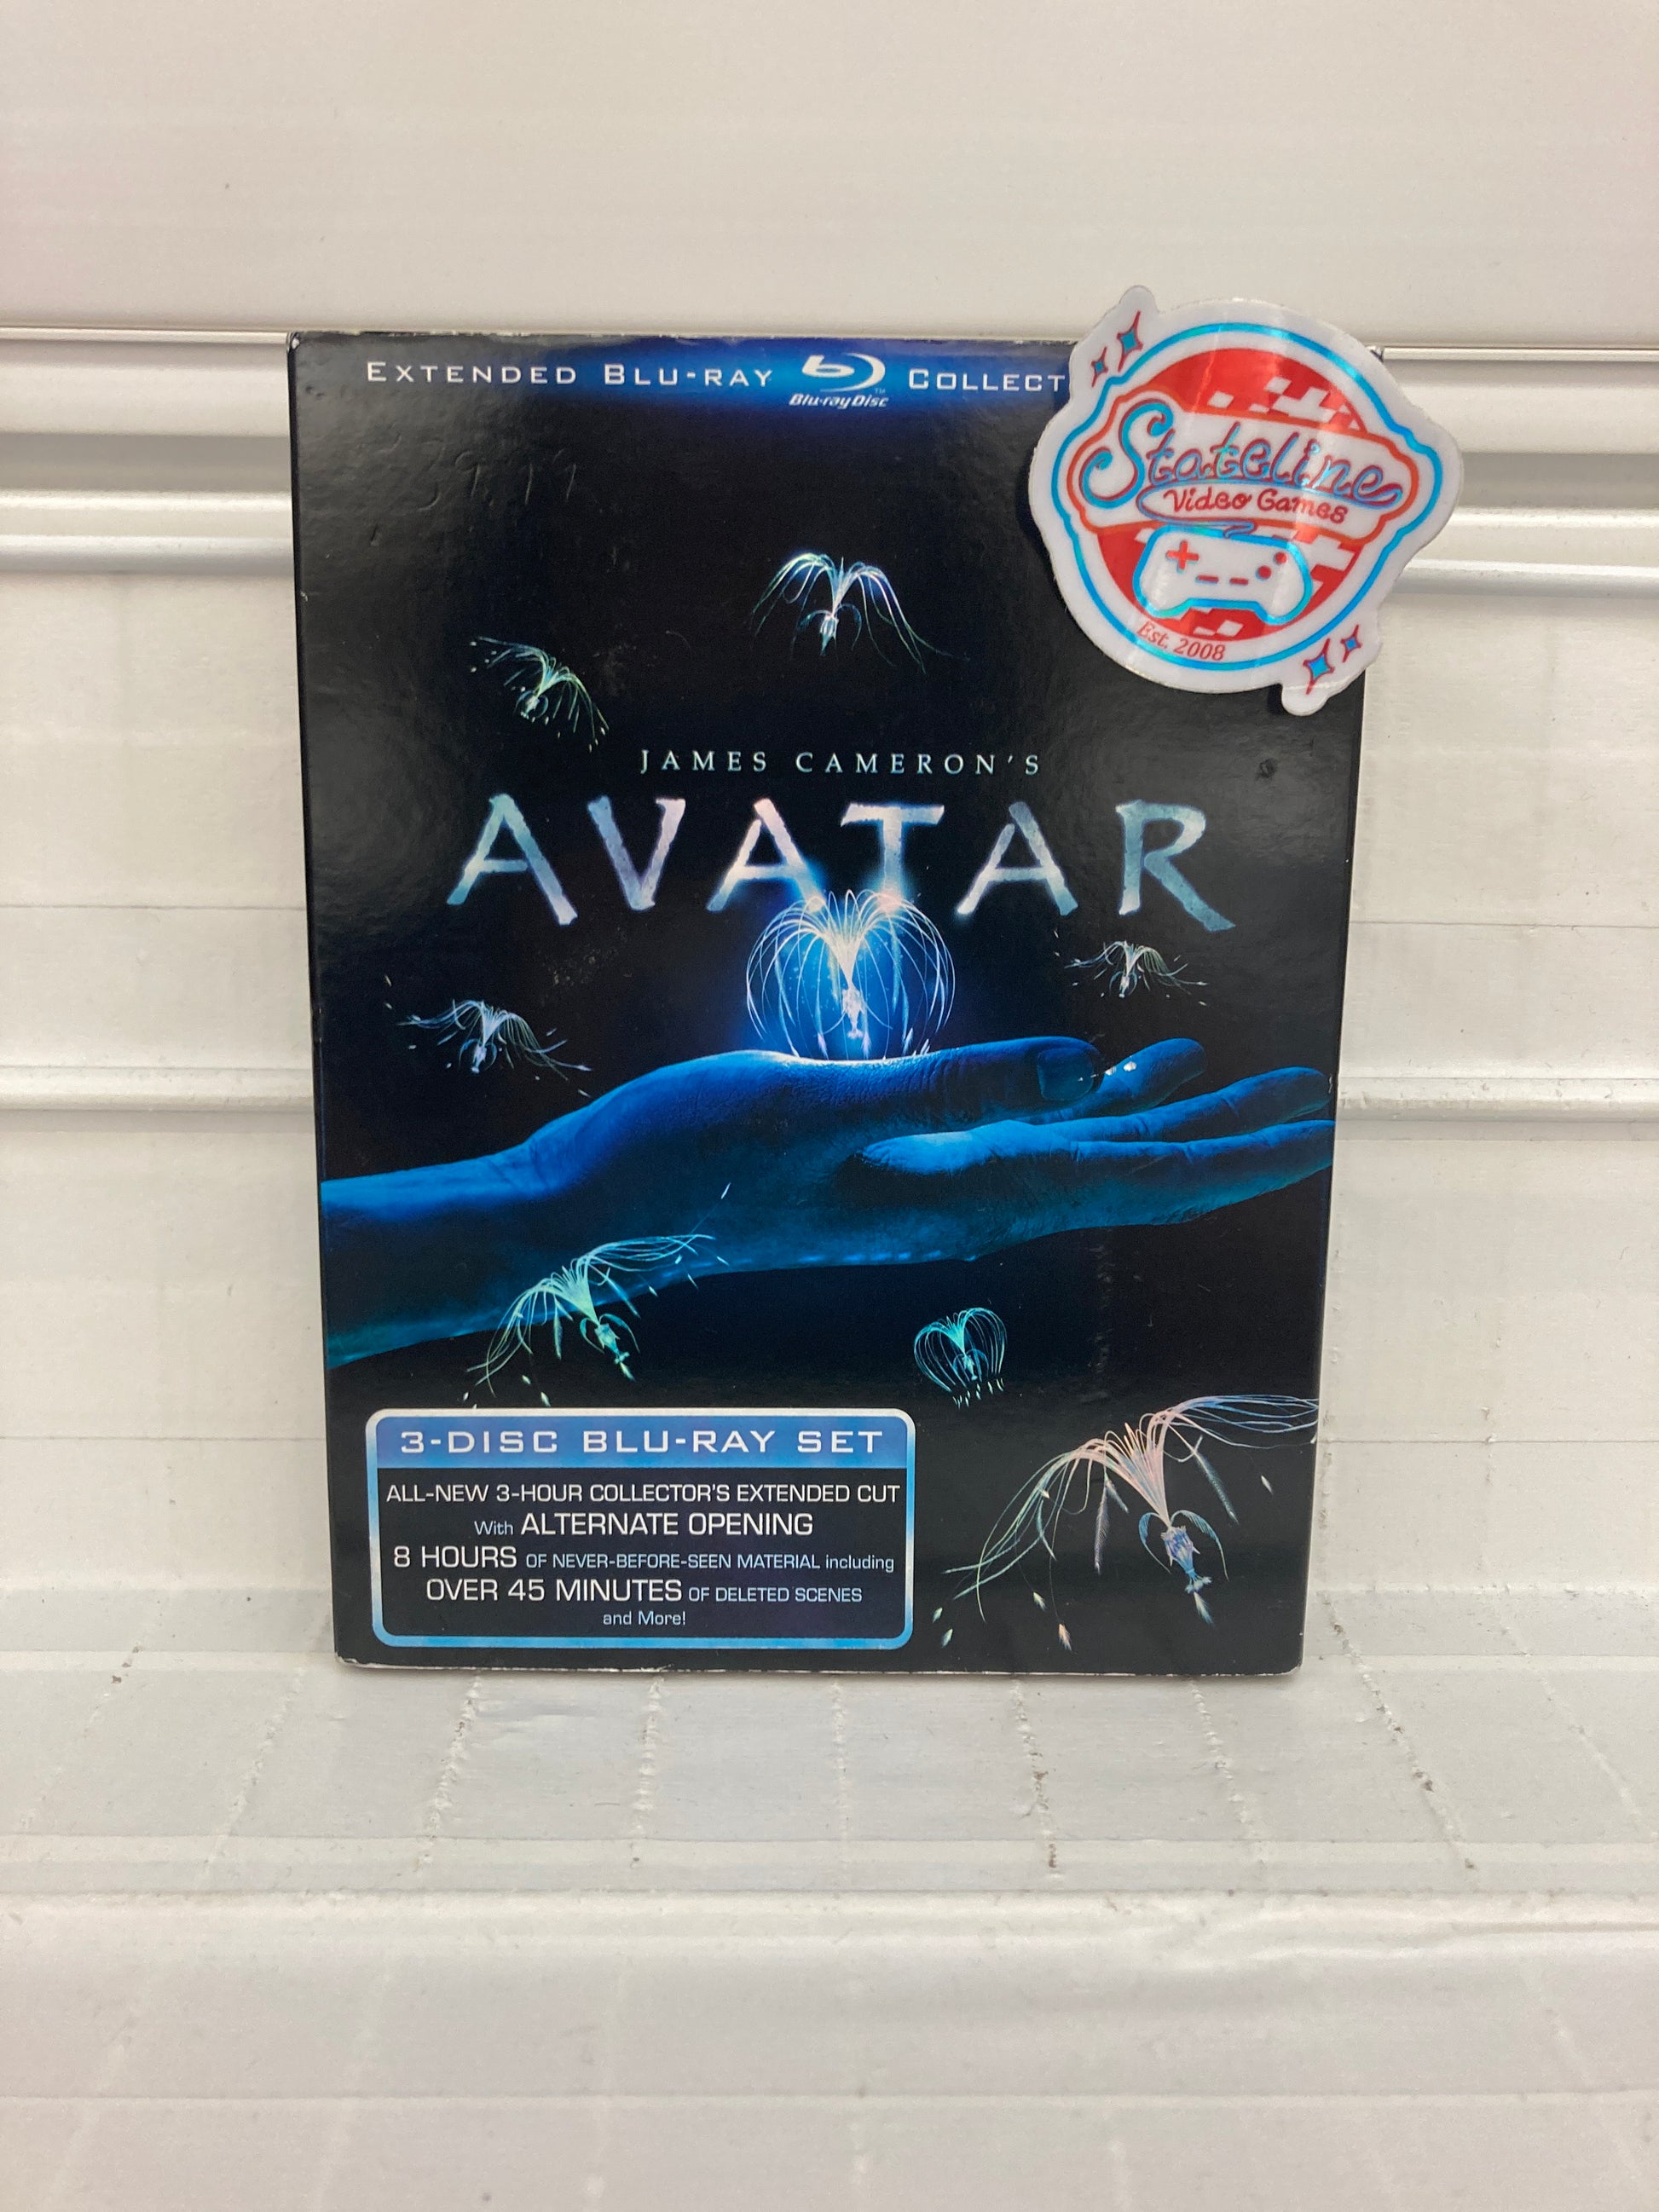 EXTENDED BLU-RAY Blu-ray Disc COLLECT
Stateline
Video Games
Est. 2008
39.99
JAMES CAMERON'S
AVATAR
3-DISC BLU-RAY SET
ALL-NEW 3-HOUR COLLECTOR'S EXTENDED CUT
With ALTERNATE OPENING
8 HOURS OF NEVER-BEFORE-SEEN MATERIAL including
OVER 45 MINUTES OF DELETED SCENES
and More!